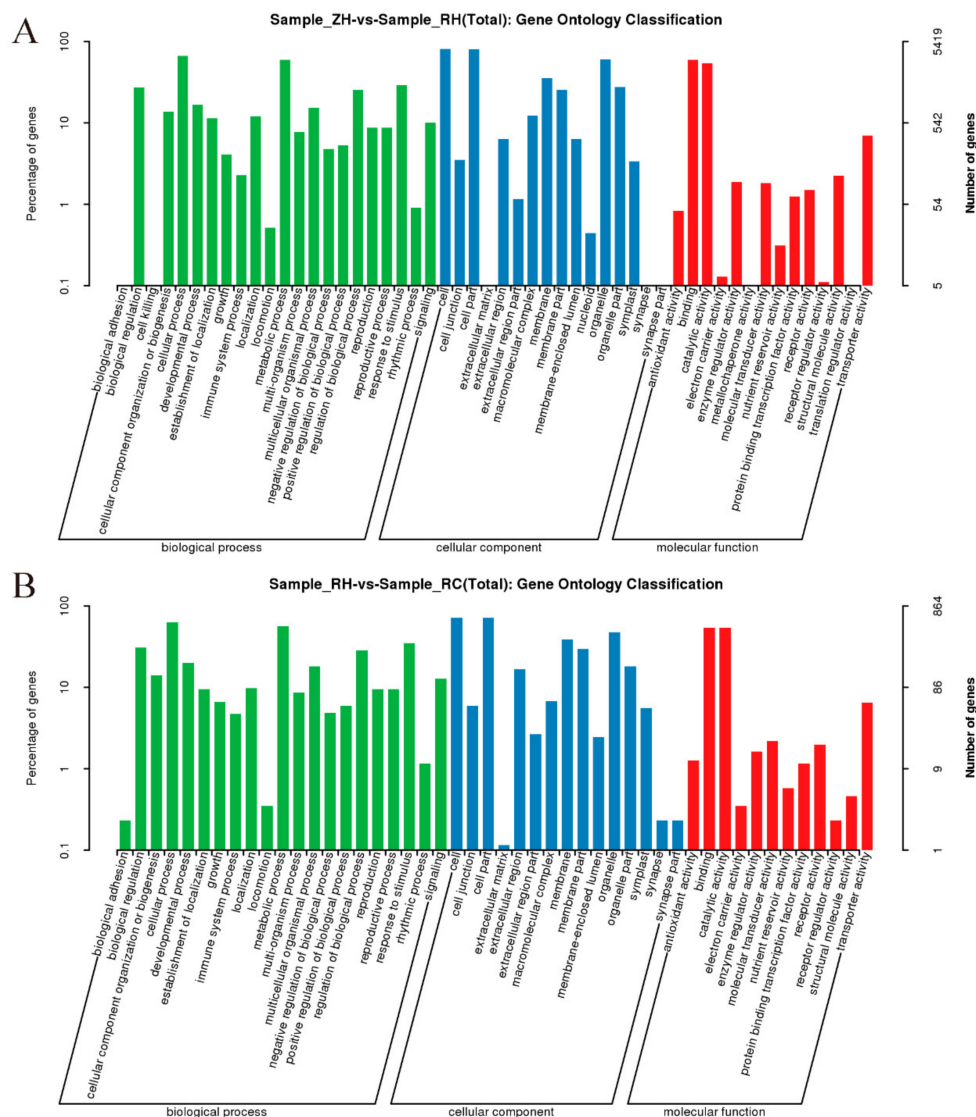 A
Sample_ZH-vs-Sample_RH(Total): Gene Ontology Classification
Percentage of genes
100
10
1
0.1
5419
542
54
5
Number of genes
biological adhesion
biological regulation
cell killing
cellular component organization or biogenesis
cellular process
developmental process
establishment of localization
growth
immune system process
localization
locomotion
metabolic process
multi-organism process
multicellular organismal process
negative regulation of biological process
positive regulation of biological process
regulation of biological process
reproduction
reproductive process
response to stimulus
rhythmic process
signaling
cell
cell junction
cell part
extracellular matrix
extracellular region
extracellular region part
macromolecular complex
membrane
membrane part
membrane-enclosed lumen
nucleoid
organelle
organelle part
symplast
synapse
synapse part
antioxidant activity
binding
catalytic activity
electron carrier activity
enzyme regulator activity
metallochaperone activity
molecular transducer activity
nutrient reservoir activity
protein binding transcription factor activity
receptor activity
receptor regulator activity
structural molecule activity
translation regulator activity
transporter activity
biological process
cellular component
molecular function
B
Sample_RH-vs-Sample_RC(Total): Gene Ontology Classification
Percentage of genes
100
10
1
0.1
864
86
9
1
Number of genes
biological adhesion
biological regulation
cellular component organization or biogenesis
cellular process
developmental process
establishment of localization
growth
immune system process
localization
locomotion
metabolic process
multi-organism process
multicellular organismal process
negative regulation of biological process
positive regulation of biological process
regulation of biological process
reproduction
reproductive process
response to stimulus
rhythmic process
signaling
cell
cell junction
cell part
extracellular matrix
extracellular region
extracellular region part
macromolecular complex
membrane
membrane part
membrane-enclosed lumen
organelle
organelle part
symplast
synapse
synapse part
antioxidant activity
binding
catalytic activity
electron carrier activity
enzyme regulator activity
molecular transducer activity
nutrient reservoir activity
protein binding transcription factor activity
receptor activity
receptor regulator activity
structural molecule activity
transporter activity
biological process
cellular component
molecular function